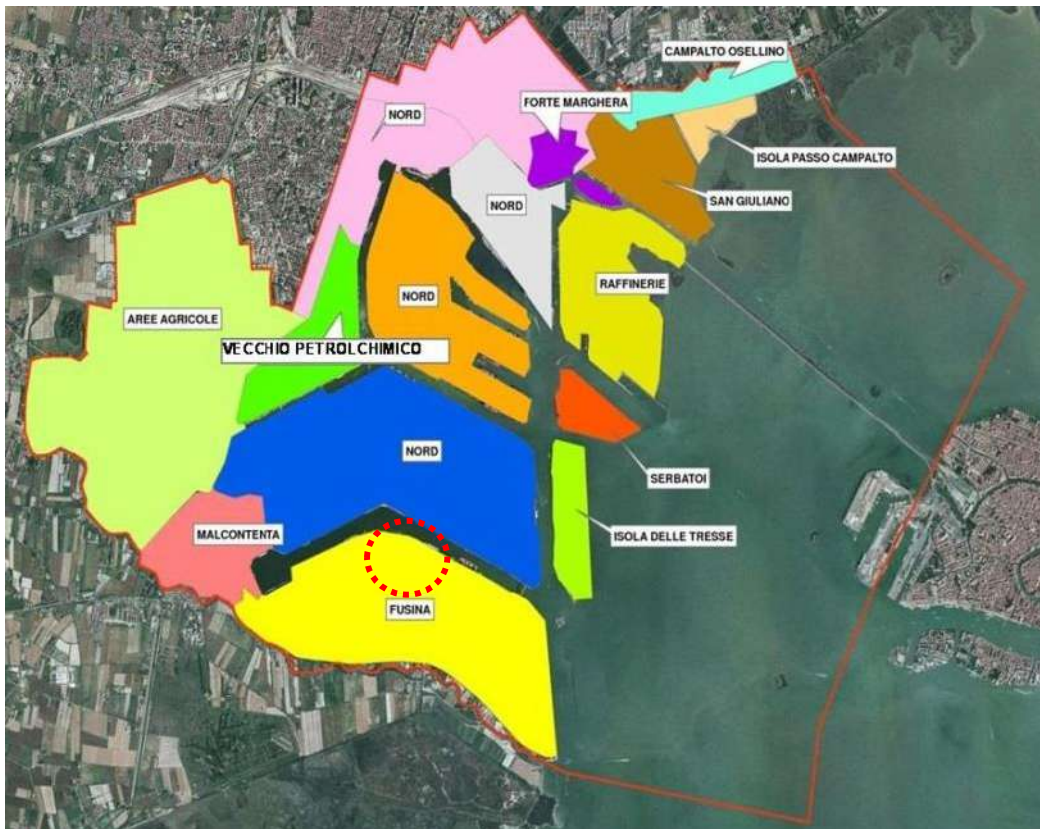 CAMPALTO OSELLINO
FORTE MARGHERA
NORD
ISOLA PASSO CAMPALTO
SAN GIULIANO
NORD
RAFFINERIE
NORD
AREE AGRICOLE
VECCHIO PETROLCHIMICO
NORD
SERBATOI
MALCONTENTA
ISOLA DELLE TRESSE
FUSINA